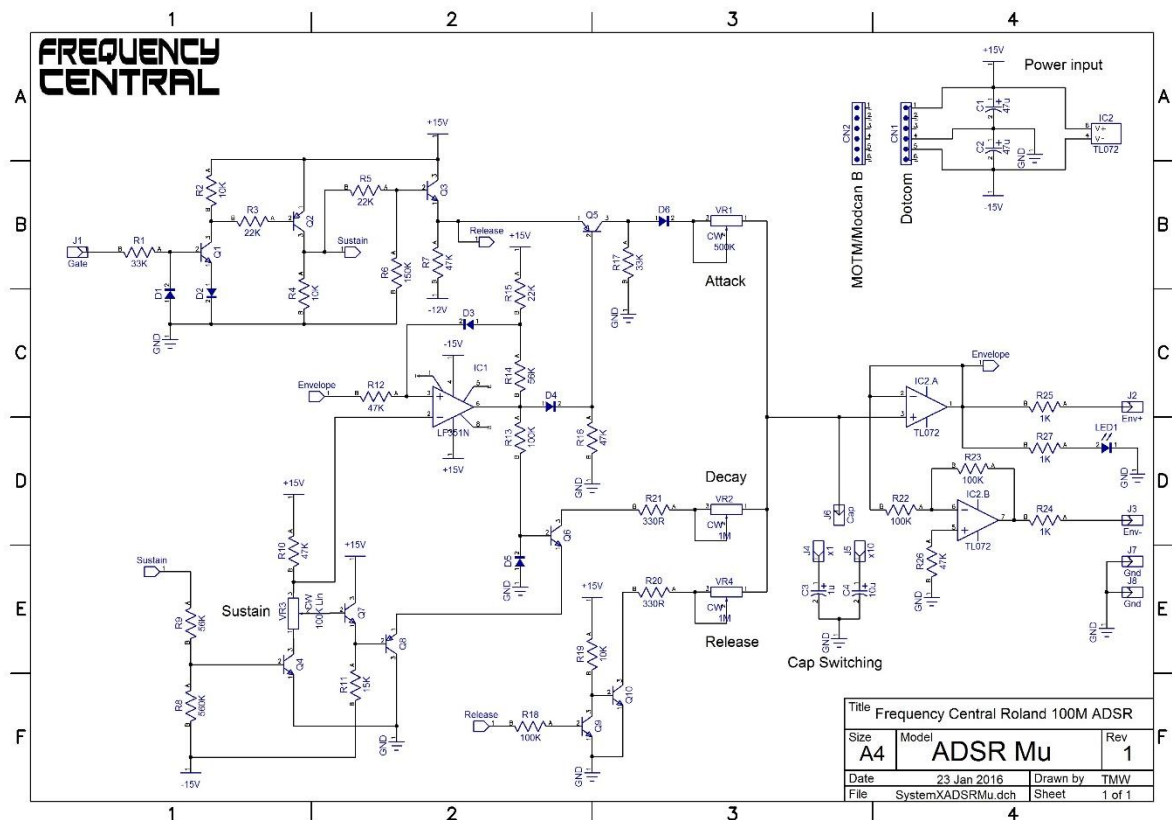 1 2 3 4
FREQUENCY
CENTRAL
A
B
C
D
E
F
A
B
C
D
E
F
+15V
Power input
C1
47u
C2
47u
GND
-15V
IC2
V+
V-
TL072
CN2
MOTM/Modcan B
CN1
Dotcom
+15V
R2
10K
R3
22K
Q2
R5
22K
Q3
J1
Gate
R1
33K
Q1
D1
D2
R4
10K
Sustain
R6
150K
R7
47K
-12V
Release
GND
Q5
R17
33K
GND
D6
VR1
CW
500K
Attack
+15V
R15
22K
D3
R14
56K
-15V
IC1
Envelope
R12
47K
LF351N
+15V
D4
R13
100K
R16
47K
GND
Envelope
IC2.A
TL072
R25
1K
J2
Env+
R27
1K
LED1
GND
R23
100K
R22
100K
IC2.B
TL072
R24
1K
J3
Env-
R26
47K
GND
J7
Gnd
J8
Gnd
GND
+15V
R10
47K
Sustain
R9
56K
Sustain
VR3
CW
100K Lin
+15V
Q7
Q8
R11
15K
Q4
R8
560K
-15V
GND
D5
GND
Q6
R21
330R
Decay
VR2
CW
1M
+15V
R20
330R
VR4
CW
1M
Release
R19
10K
Q10
Release
R18
100K
Q9
GND
J6
Cap
J4
x1
J5
x10
C3
1u
C4
10u
GND
Cap Switching
Title Frequency Central Roland 100M ADSR
Size A4 Model ADSR Mu Rev 1
Date 23 Jan 2016 Drawn by TMW
File SystemXADSRMu.dch Sheet 1 of 1
1 2 3 4